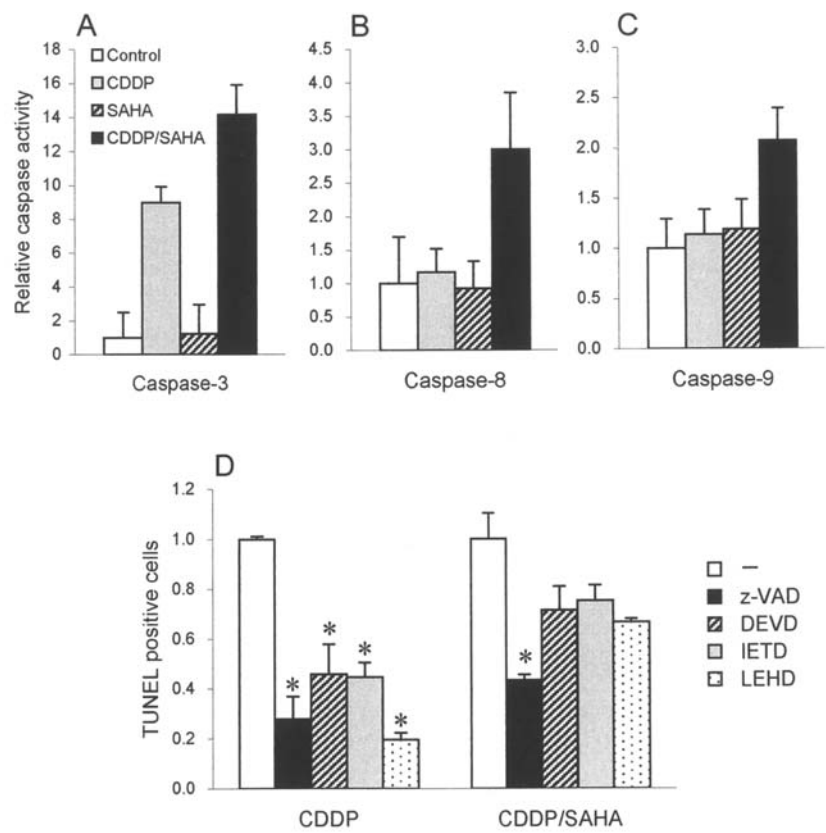 A
B
C
Relative caspase activity
18
16
14
12
10
8
6
4
2
0
Control
CDDP
SAHA
CDDP/SAHA
Caspase-3
4.5
4.0
3.5
3.0
2.5
2.0
1.5
1.0
0.5
0.0
Caspase-8
3.0
2.5
2.0
1.5
1.0
0.5
0.0
Caspase-9
D
TUNEL positive cells
1.2
1.0
0.8
0.6
0.4
0.2
0.0
* * * *
*
CDDP
CDDP/SAHA
—
z-VAD
DEVD
IETD
LEHD